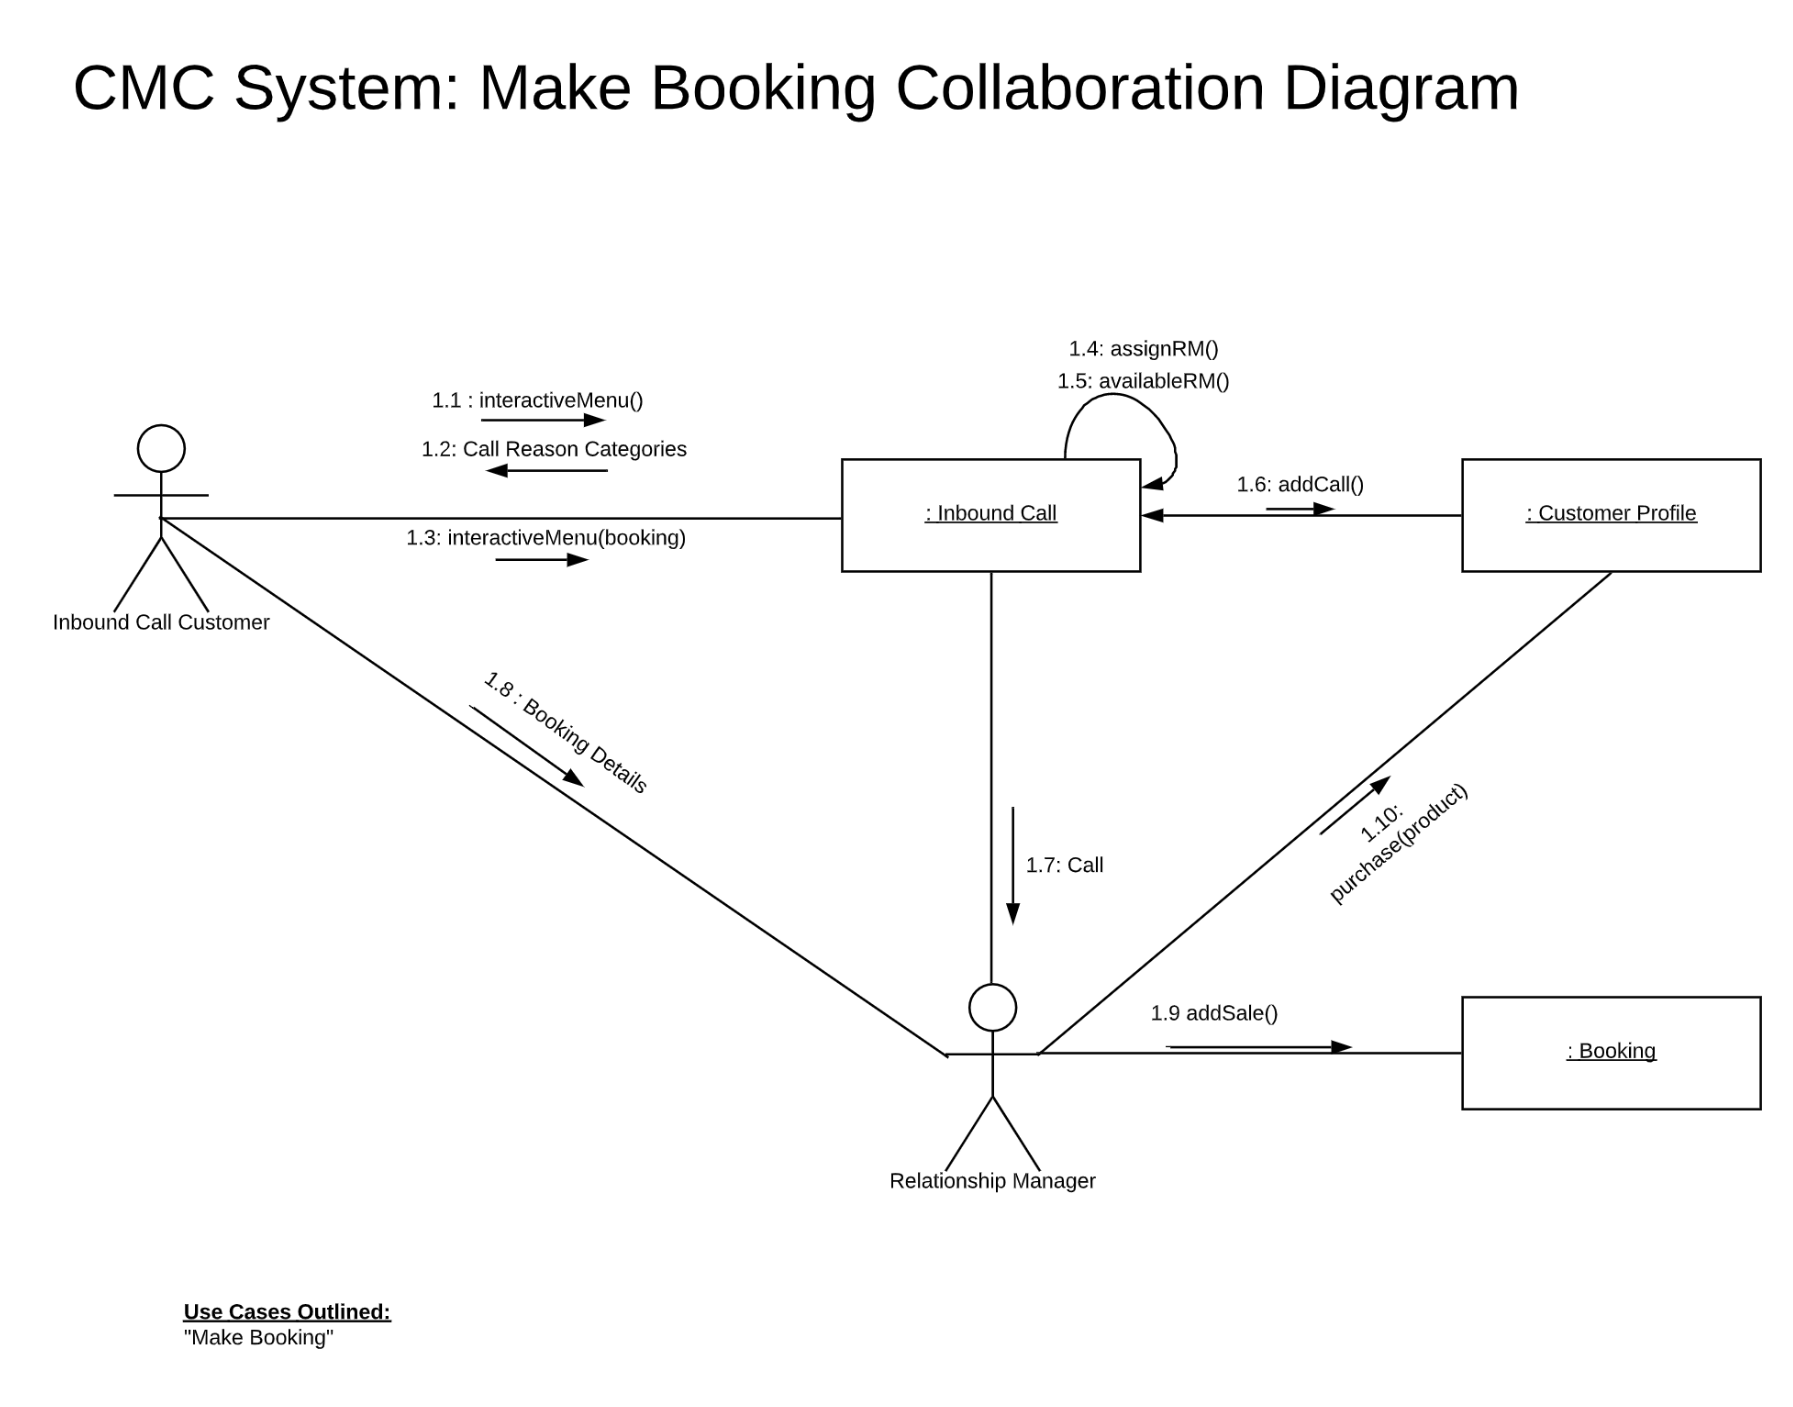 CMC System: Make Booking Collaboration Diagram
1.4: assignRM()
1.5: availableRM()
1.1 : interactiveMenu()
1.2: Call Reason Categories
1.6: addCall()
: Inbound Call
: Customer Profile
1.3: interactiveMenu(booking)
Inbound Call Customer
1.8 : Booking Details
1.10:
purchase(product)
1.7: Call
1.9 addSale()
: Booking
Relationship Manager
Use Cases Outlined:
"Make Booking"